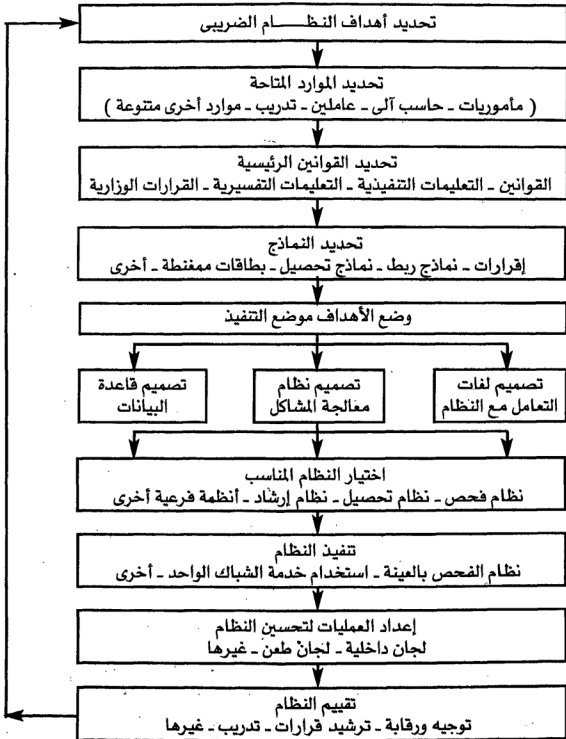 تحديد أهداف النظـــــام الضريبى
تحديد الموارد المتاحة
( مأموريات - حاسب آلى - عاملين - تدريب - موارد أخرى متنوعة )
تحديد القوانين الرئيسية
القوانين - التعليمات التنفيذية - التعليمات التفسيرية - القرارات الوزارية
تحديد النماذج
إقرارات - نماذج ربط - نماذج تحصيل - بطاقات ممغنطة - أخرى
وضع الأهداف موضع التنفيذ
تصميم لغات
التعامل مع النظام
تصميم نظام
معالجة المشاكل
تصميم قاعدة
البيانات
اختيار النظام المناسب
نظام فحص - نظام تحصيل - نظام إرشاد - أنظمة فرعية أخرى
تنفيذ النظام
نظام الفحص بالعينة - استخدام خدمة الشباك الواحد - أخرى
إعداد العمليات لتحسين النظام
لجان داخلية - لجان طعن - غيرها
تقييم النظام
توجيه ورقابة - ترشيد قرارات - تدريب - غيرها